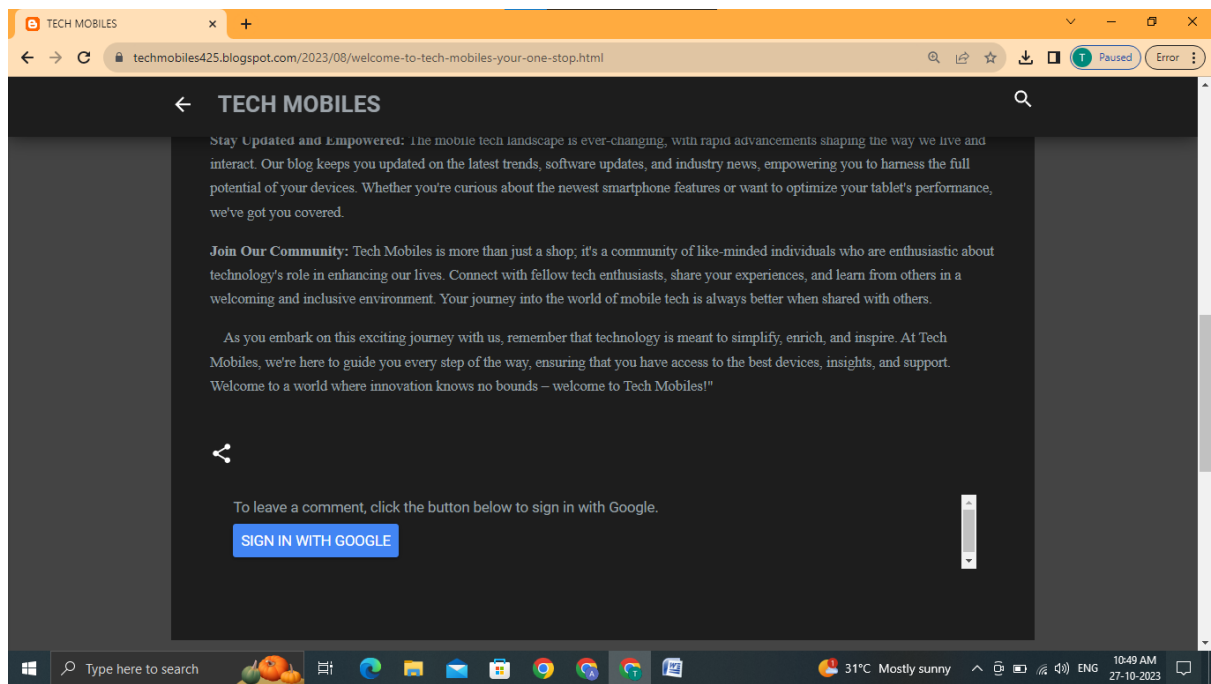 TECH MOBILES
techmobiles425.blogspot.com/2023/08/welcome-to-tech-mobiles-your-one-stop.html
T
Paused
Error
TECH MOBILES
Stay Updated and Empowered: The mobile tech landscape is ever-changing, with rapid advancements shaping the way we live and
interact. Our blog keeps you updated on the latest trends, software updates, and industry news, empowering you to harness the full
potential of your devices. Whether you're curious about the newest smartphone features or want to optimize your tablet's performance,
we've got you covered.
Join Our Community: Tech Mobiles is more than just a shop; it's a community of like-minded individuals who are enthusiastic about
technology's role in enhancing our lives. Connect with fellow tech enthusiasts, share your experiences, and learn from others in a
welcoming and inclusive environment. Your journey into the world of mobile tech is always better when shared with others.
As you embark on this exciting journey with us, remember that technology is meant to simplify, enrich, and inspire. At Tech
Mobiles, we're here to guide you every step of the way, ensuring that you have access to the best devices, insights, and support.
Welcome to a world where innovation knows no bounds – welcome to Tech Mobiles!"
To leave a comment, click the button below to sign in with Google.
SIGN IN WITH GOOGLE
Type here to search
31°C Mostly sunny
ENG
10:49 AM
27-10-2023